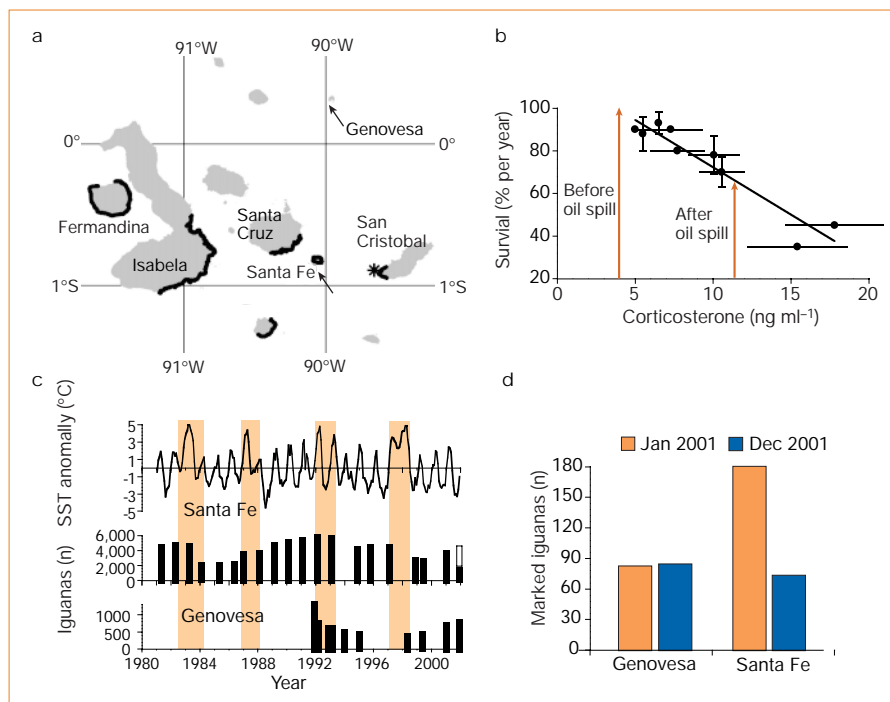 a
91°W
90°W
Genovesa
0°
0°
Fermandina
Santa
Cruz
San
Cristobal
Isabela
Santa Fe
1°S
1°S
91°W
90°W
b
100
80
60
40
20
Survial (% per year)
Before
oil spill
After
oil spill
0
5
10
15
20
Corticosterone (ng ml⁻¹)
c
SST anomally (°C)
5
3
1
-1
-3
-5
Santa Fe
Iguanas (n)
6,000
4,000
2,000
0
Genovesa
1000
500
0
1980
1984
1988
1992
1996
2000
Year
d
Jan 2001
Dec 2001
Marked iguanas (n)
180
150
120
90
60
30
0
Genovesa
Santa Fe